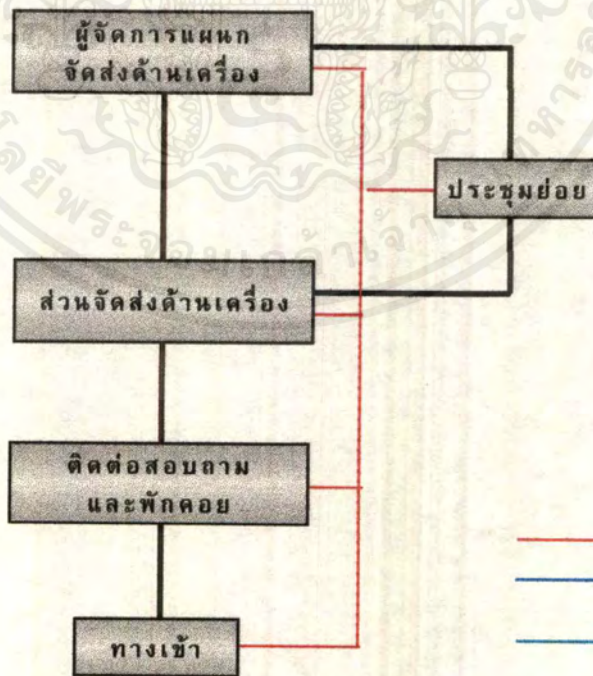 ผู้จัดการแผนก
จัดส่งด้านเครื่อง
ประชุมย่อย
ส่วนจัดส่งด้านเครื่อง
ติดต่อสอบถาม
และพักคอย
ทางเข้า